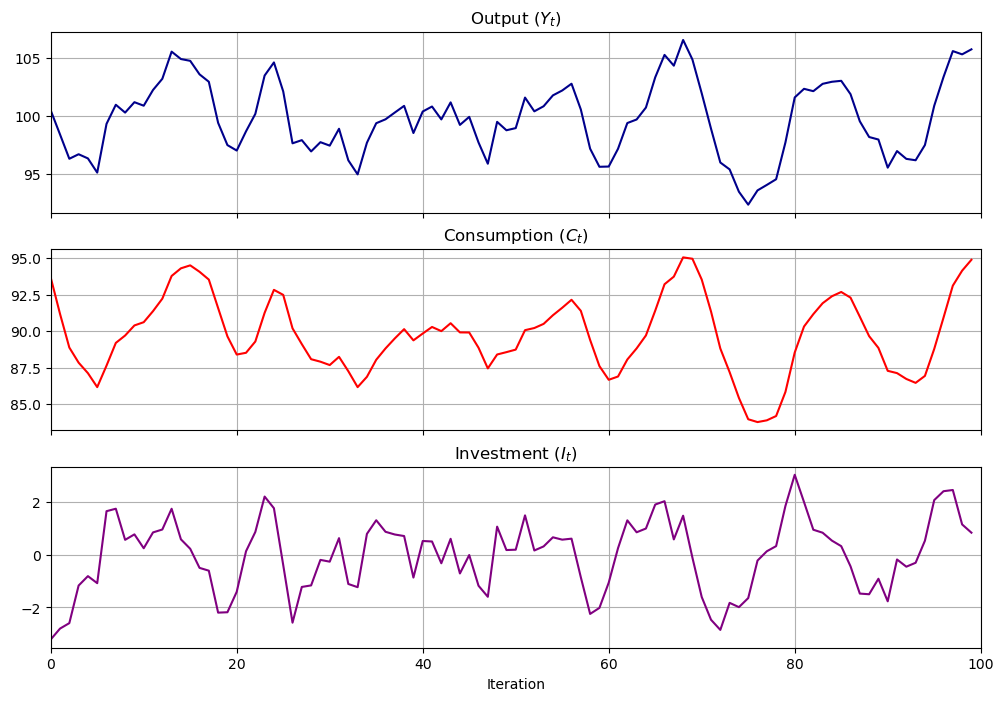 Output (Y_t)
105
100
95
Consumption (C_t)
95.0
92.5
90.0
87.5
85.0
Investment (I_t)
2
0
−2
0 20 40 60 80 100
Iteration